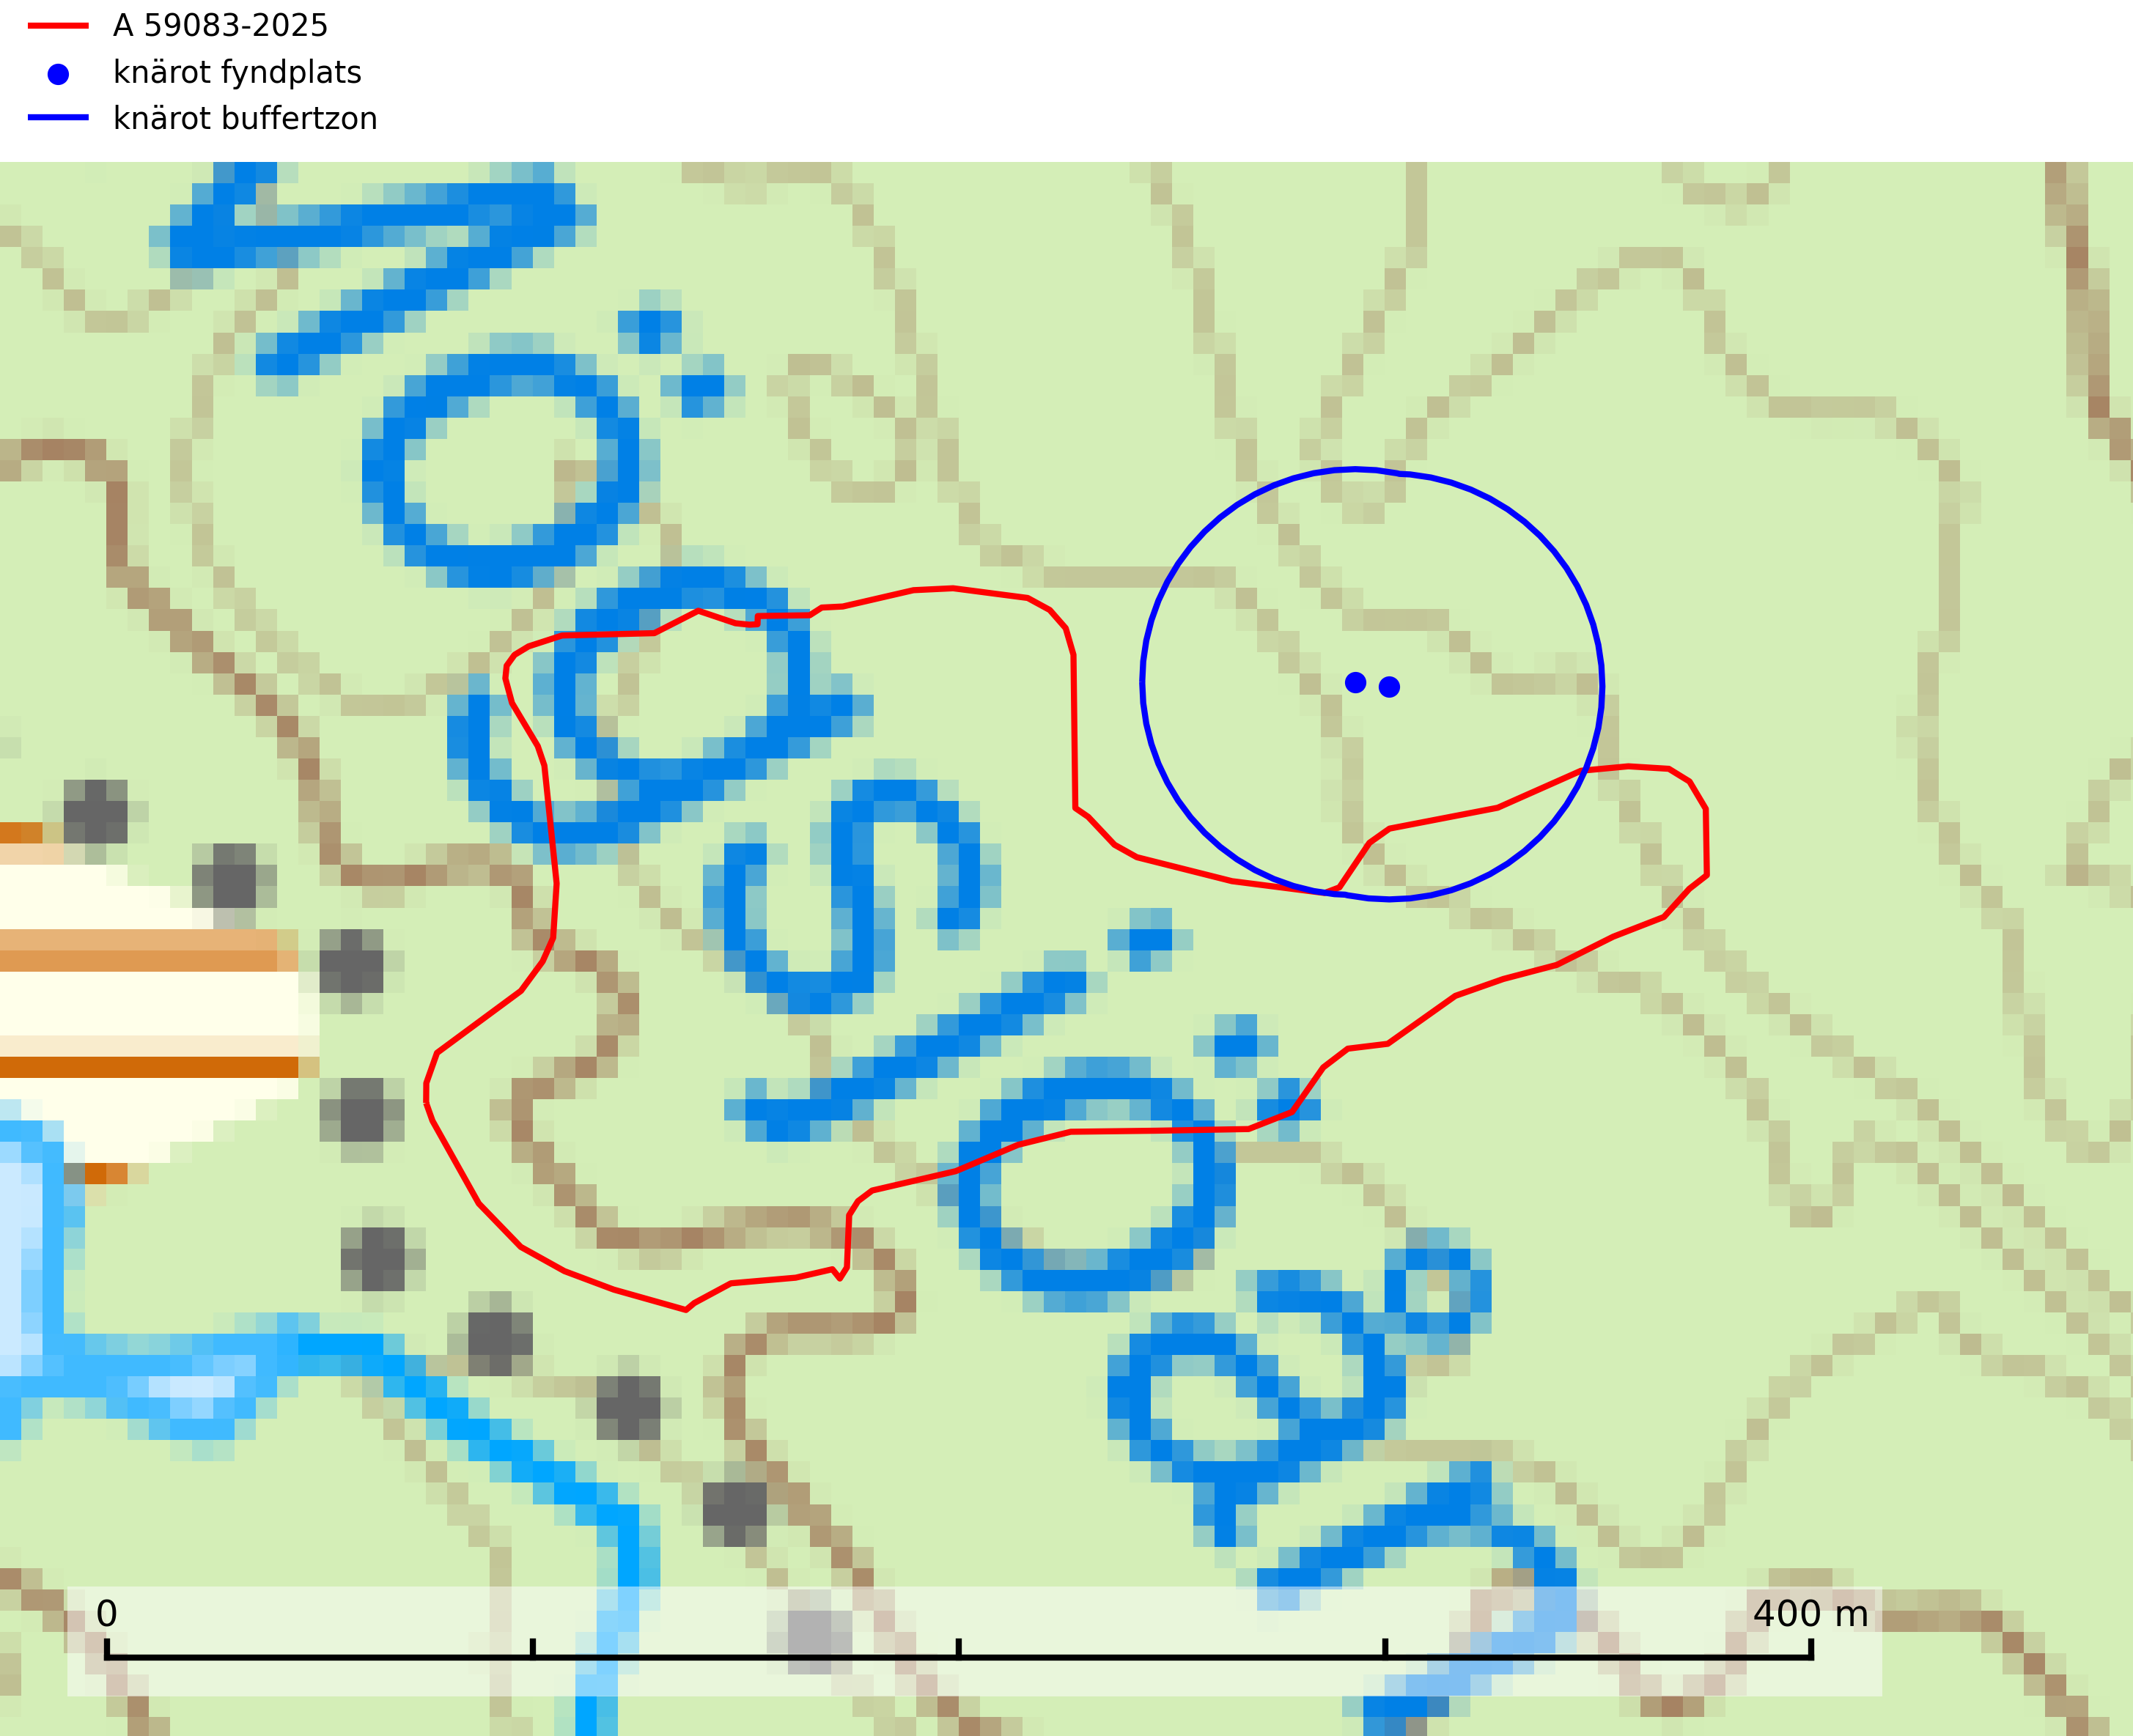 A 59083-2025
knärot fyndplats
knärot buffertzon
0
400 m